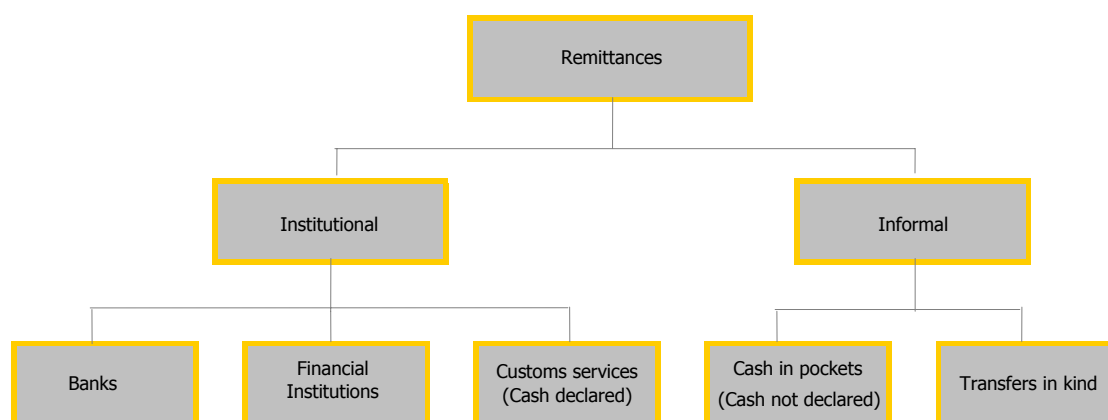 Remittances
Institutional
Informal
Banks
Financial
Institutions
Customs services
(Cash declared)
Cash in pockets
(Cash not declared)
Transfers in kind